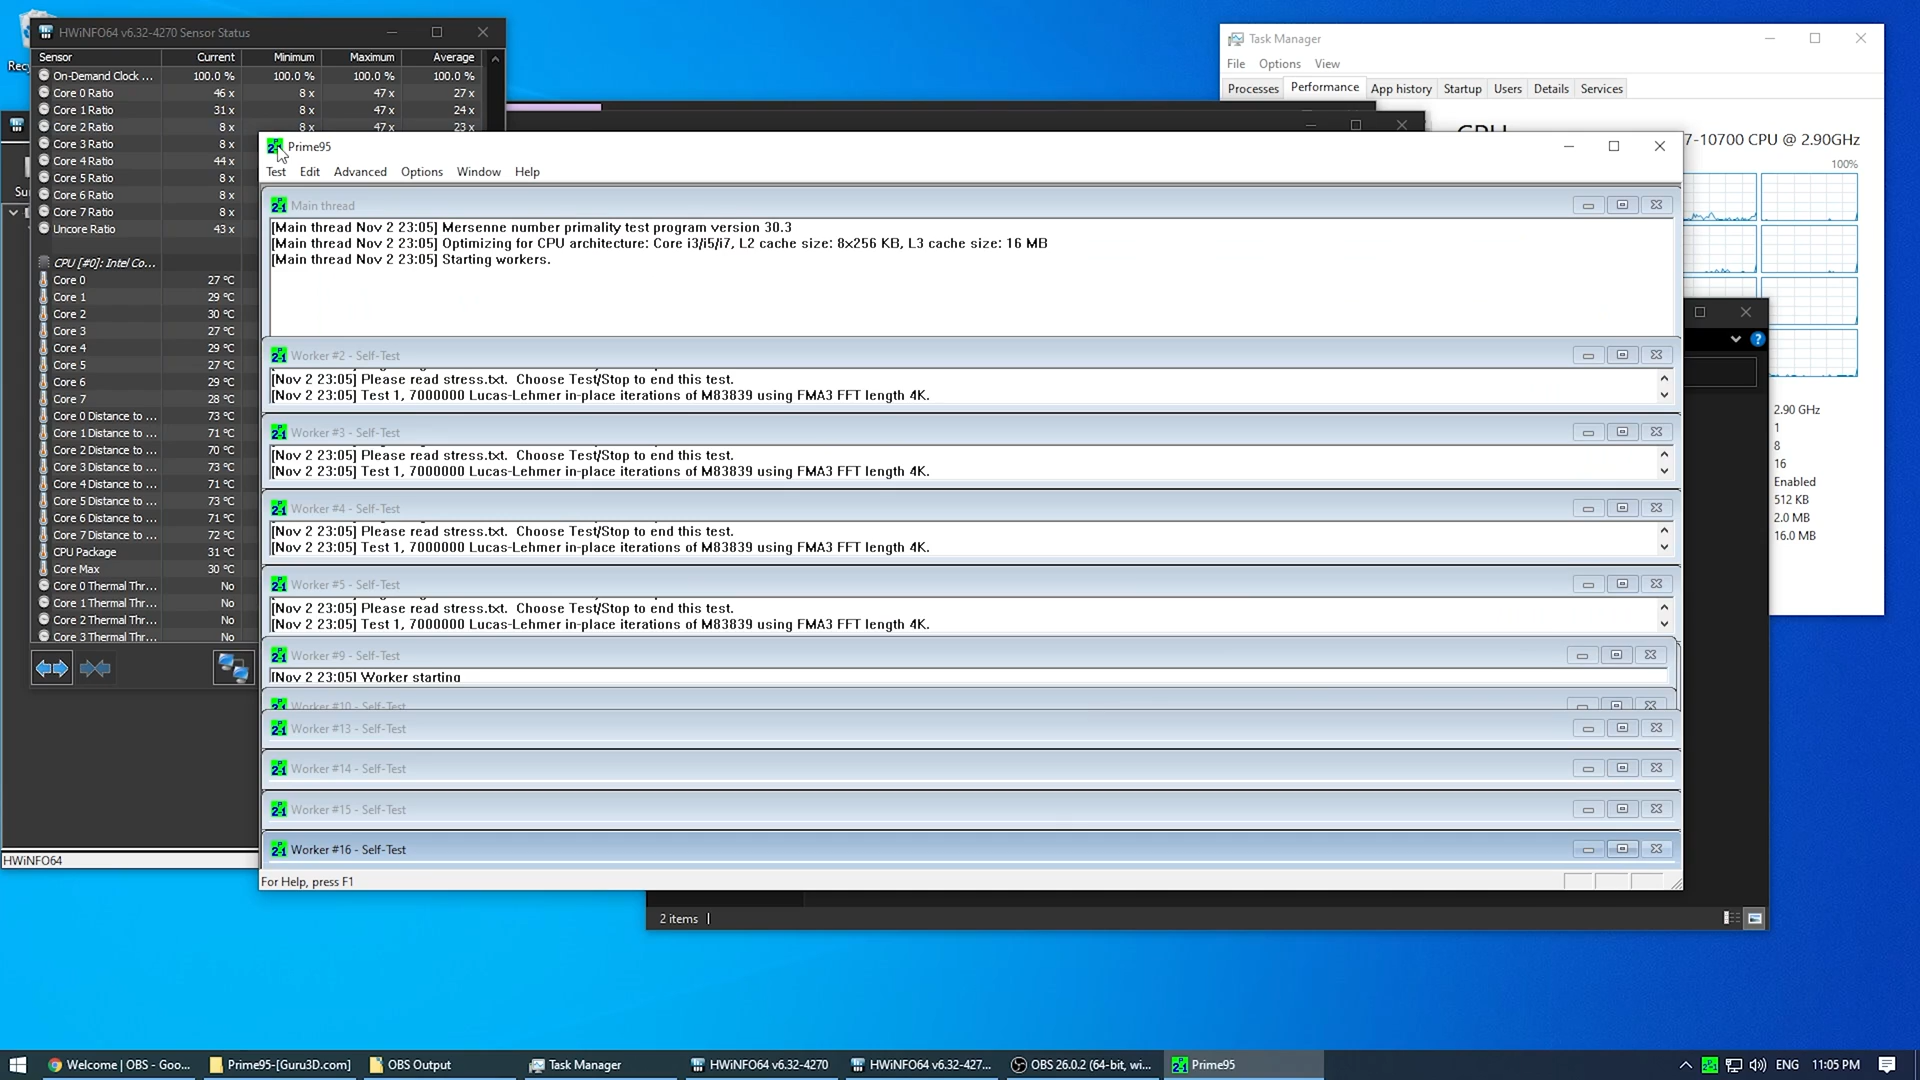 HWiNFO64 v6.32-4270 Sensor Status
Sensor Current Minimum Maximum Average
On-Demand Clock ... 100.0 % 100.0 % 100.0 % 100.0 %
Core 0 Ratio 46 x 8 x 47 x 27 x
Core 1 Ratio 31 x 8 x 47 x 24 x
Core 2 Ratio 8 x 8 x 47 x 23 x
Core 3 Ratio 8 x
Core 4 Ratio 44 x
Core 5 Ratio 8 x
Core 6 Ratio 8 x
Core 7 Ratio 8 x
Uncore Ratio 43 x
CPU [#0]: Intel Co...
Core 0 27 °C
Core 1 29 °C
Core 2 30 °C
Core 3 27 °C
Core 4 29 °C
Core 5 27 °C
Core 6 29 °C
Core 7 28 °C
Core 0 Distance to ... 73 °C
Core 1 Distance to ... 71 °C
Core 2 Distance to ... 70 °C
Core 3 Distance to ... 73 °C
Core 4 Distance to ... 71 °C
Core 5 Distance to ... 73 °C
Core 6 Distance to ... 71 °C
Core 7 Distance to ... 72 °C
CPU Package 31 °C
Core Max 30 °C
Core 0 Thermal Thr... No
Core 1 Thermal Thr... No
Core 2 Thermal Thr... No
Core 3 Thermal Thr... No
HWiNFO64
Prime95
Test Edit Advanced Options Window Help
Main thread
[Main thread Nov 2 23:05] Mersenne number primality test program version 30.3
[Main thread Nov 2 23:05] Optimizing for CPU architecture: Core i3/i5/i7, L2 cache size: 8x256 KB, L3 cache size: 16 MB
[Main thread Nov 2 23:05] Starting workers.
Worker #2 - Self-Test
[Nov 2 23:05] Please read stress.txt.  Choose Test/Stop to end this test.
[Nov 2 23:05] Test 1, 7000000 Lucas-Lehmer in-place iterations of M83839 using FMA3 FFT length 4K.
Worker #3 - Self-Test
[Nov 2 23:05] Please read stress.txt.  Choose Test/Stop to end this test.
[Nov 2 23:05] Test 1, 7000000 Lucas-Lehmer in-place iterations of M83839 using FMA3 FFT length 4K.
Worker #4 - Self-Test
[Nov 2 23:05] Please read stress.txt.  Choose Test/Stop to end this test.
[Nov 2 23:05] Test 1, 7000000 Lucas-Lehmer in-place iterations of M83839 using FMA3 FFT length 4K.
Worker #5 - Self-Test
[Nov 2 23:05] Please read stress.txt.  Choose Test/Stop to end this test.
[Nov 2 23:05] Test 1, 7000000 Lucas-Lehmer in-place iterations of M83839 using FMA3 FFT length 4K.
Worker #9 - Self-Test
[Nov 2 23:05] Worker starting
Worker #10 - Self-Test
Worker #13 - Self-Test
Worker #14 - Self-Test
Worker #15 - Self-Test
Worker #16 - Self-Test
For Help, press F1
2 items
Task Manager
File Options View
Processes Performance App history Startup Users Details Services
CPU
7-10700 CPU @ 2.90GHz
100%
2.90 GHz
1
8
16
Enabled
512 KB
2.0 MB
16.0 MB
Welcome | OBS - Goo... Prime95-[Guru3D.com] OBS Output Task Manager HWiNFO64 v6.32-4270 HWiNFO64 v6.32-427... OBS 26.0.2 (64-bit, wi... Prime95 ENG 11:05 PM